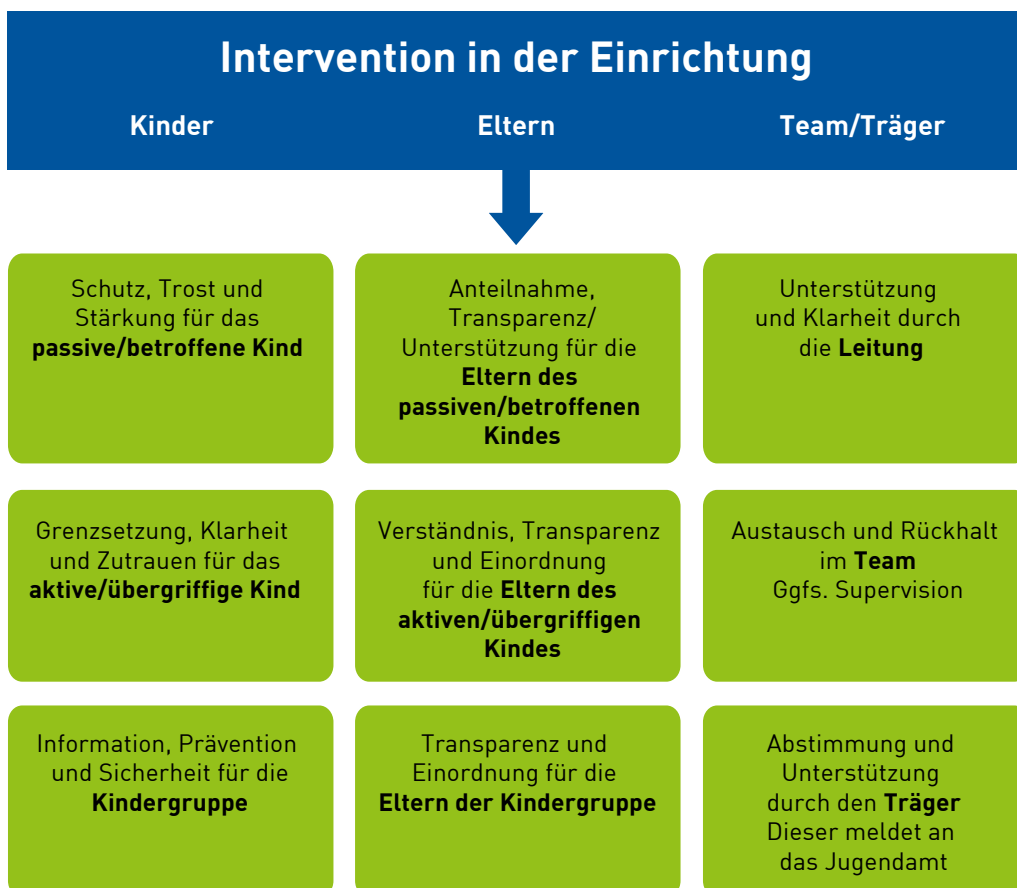 Intervention in der Einrichtung
Kinder
Eltern
Team/Träger
Schutz, Trost und
Stärkung für das
passive/betroffene Kind
Anteilnahme,
Transparenz/
Unterstützung für die
Eltern des
passiven/betroffenen
Kindes
Unterstützung
und Klarheit durch
die Leitung
Grenzsetzung, Klarheit
und Zutrauen für das
aktive/übergriffige Kind
Verständnis, Transparenz
und Einordnung
für die Eltern des
aktiven/übergriffigen
Kindes
Austausch und Rückhalt
im Team
Ggfs. Supervision
Information, Prävention
und Sicherheit für die
Kindergruppe
Transparenz und
Einordnung für die
Eltern der Kindergruppe
Abstimmung und
Unterstützung
durch den Träger
Dieser meldet an
das Jugendamt